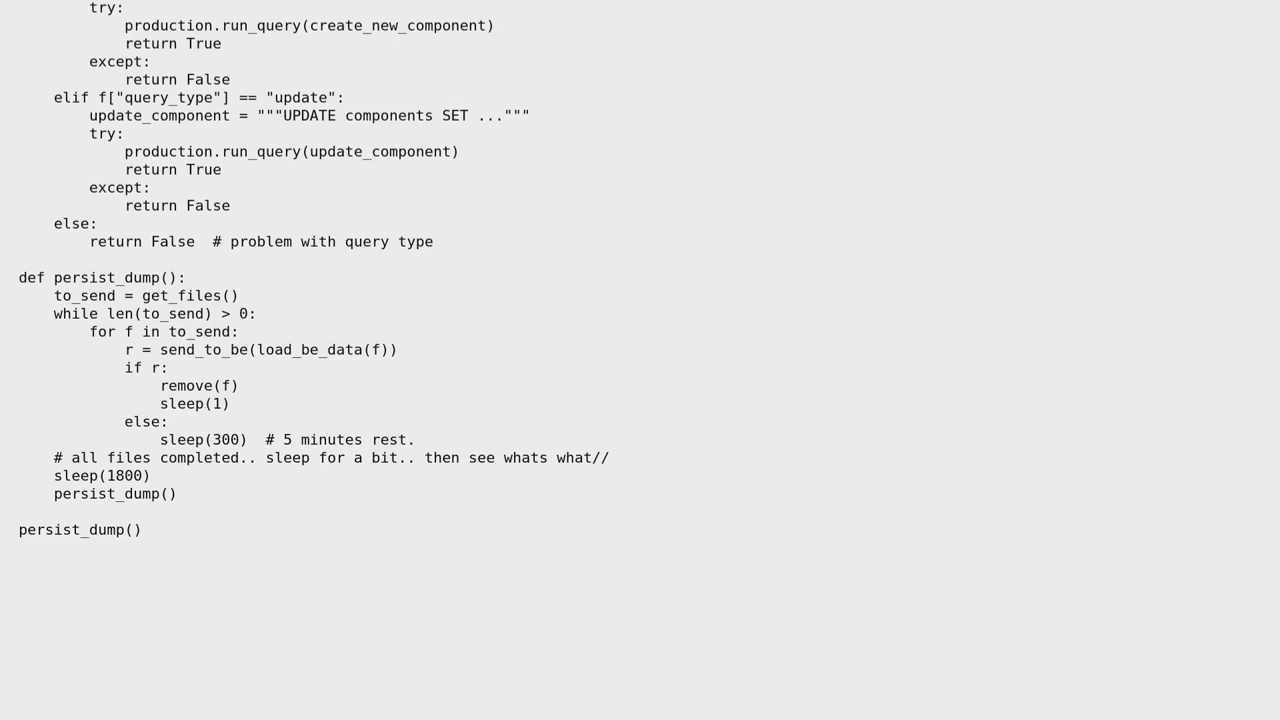 try:
production.run_query(create_new_component)
return True
except:
return False
elif f["query_type"] == "update":
update_component = """UPDATE components SET ..."""
try:
production.run_query(update_component)
return True
except:
return False
else:
return False  # problem with query type
def persist_dump():
to_send = get_files()
while len(to_send) > 0:
for f in to_send:
r = send_to_be(load_be_data(f))
if r:
remove(f)
sleep(1)
else:
sleep(300)  # 5 minutes rest.
# all files completed.. sleep for a bit.. then see whats what//
sleep(1800)
persist_dump()
persist_dump()